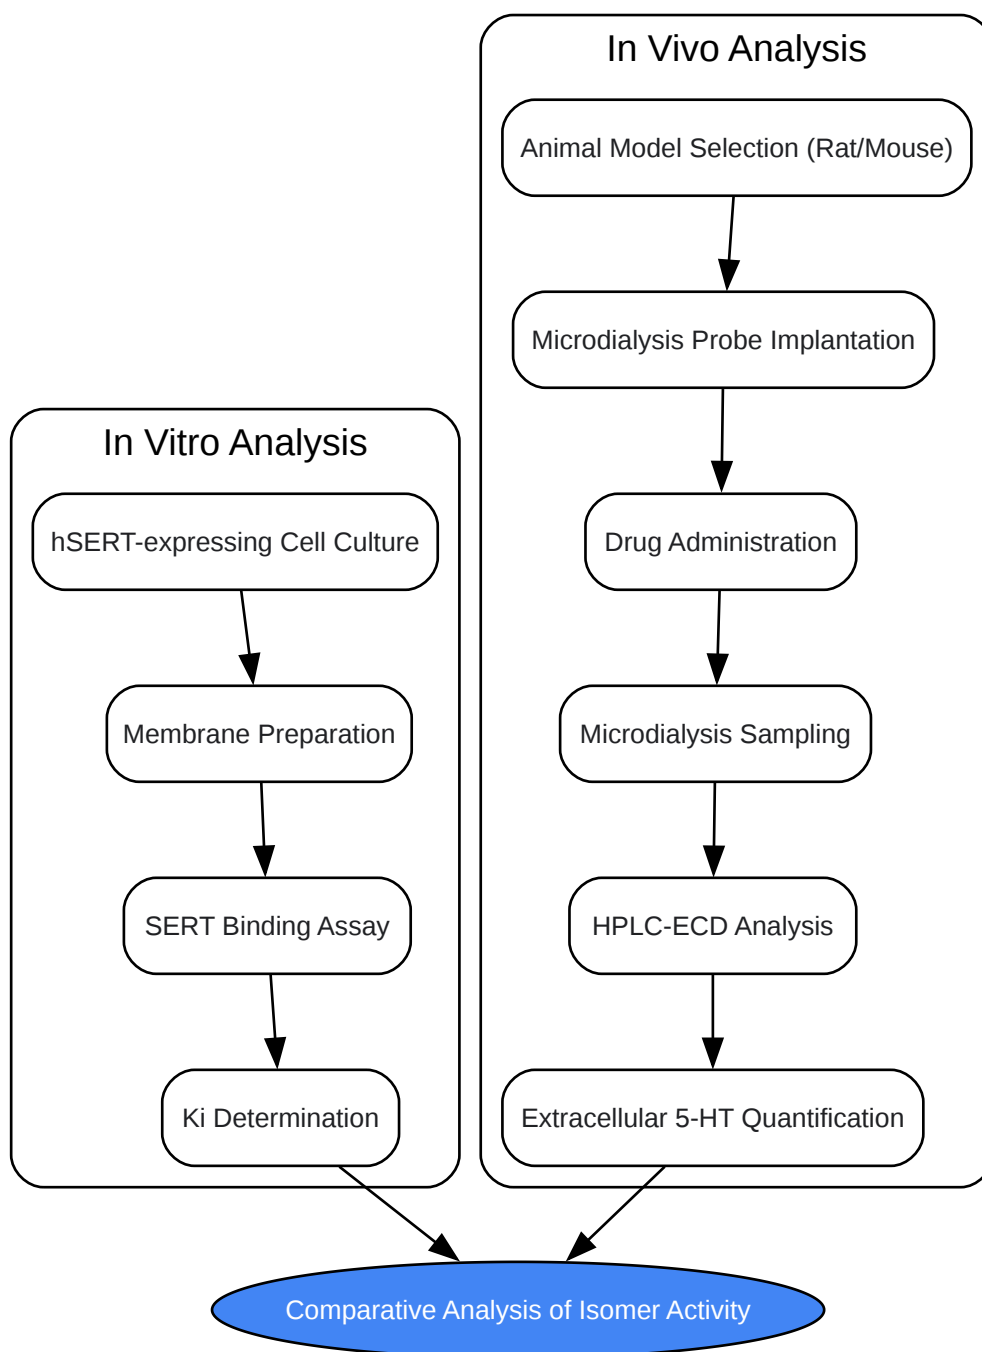 In Vitro Analysis
hSERT-expressing Cell Culture
Membrane Preparation
SERT Binding Assay
Ki Determination
In Vivo Analysis
Animal Model Selection (Rat/Mouse)
Microdialysis Probe Implantation
Drug Administration
Microdialysis Sampling
HPLC-ECD Analysis
Extracellular 5-HT Quantification
Comparative Analysis of Isomer Activity